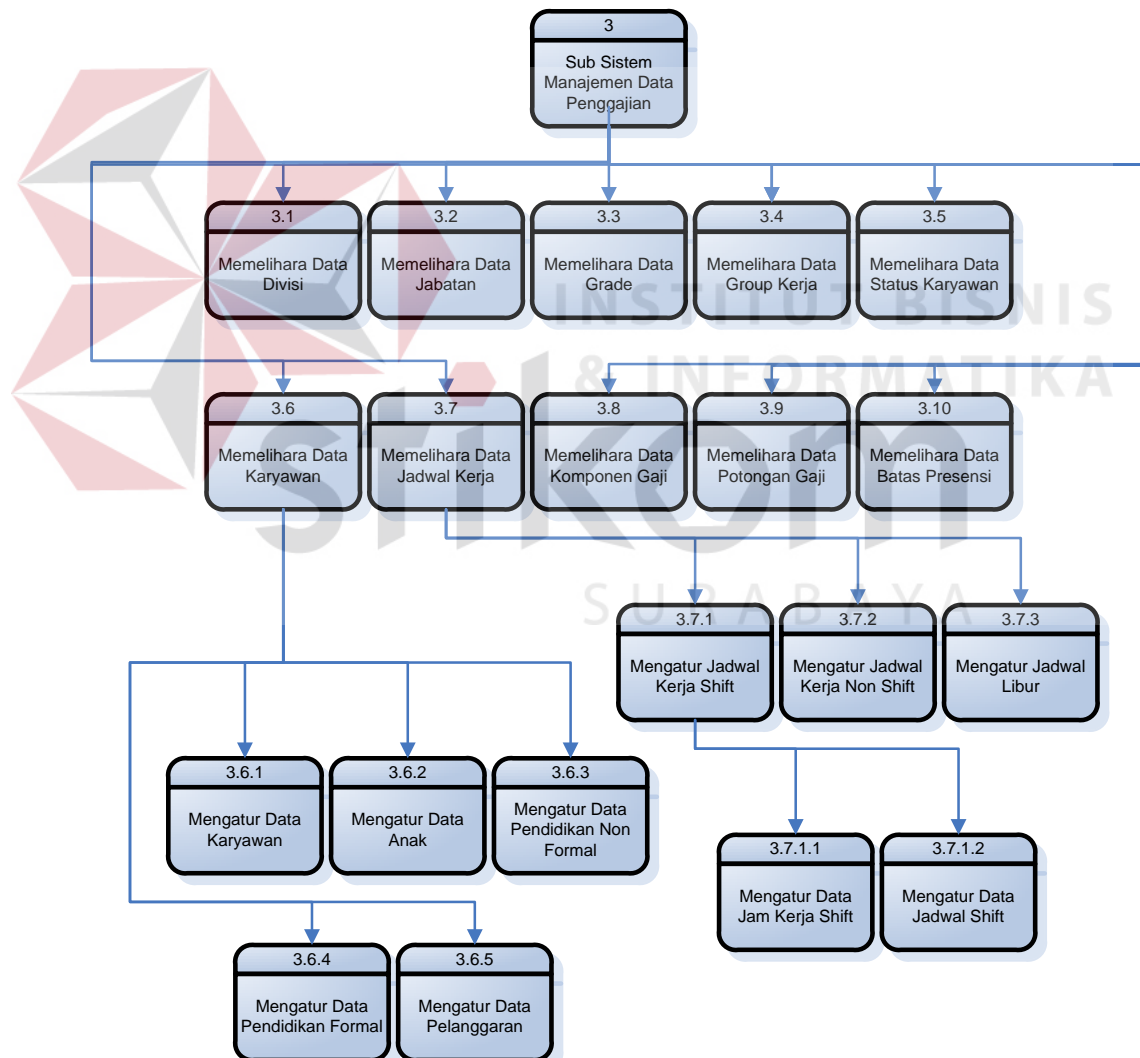 3
Sub Sistem
Manajemen Data
Penggajian
3.1
Memelihara Data
Divisi
3.2
Memelihara Data
Jabatan
3.3
Memelihara Data
Grade
3.4
Memelihara Data
Group Kerja
3.5
Memelihara Data
Status Karyawan
INSTITUT BISNIS
& INFORMATIKA
3.6
Memelihara Data
Karyawan
3.7
Memelihara Data
Jadwal Kerja
3.8
Memelihara Data
Komponen Gaji
3.9
Memelihara Data
Potongan Gaji
3.10
Memelihara Data
Batas Presensi
stikom
SURABAYA
3.7.1
Mengatur Jadwal
Kerja Shift
3.7.2
Mengatur Jadwal
Kerja Non Shift
3.7.3
Mengatur Jadwal
Libur
3.6.1
Mengatur Data
Karyawan
3.6.2
Mengatur Data
Anak
3.6.3
Mengatur Data
Pendidikan Non
Formal
3.7.1.1
Mengatur Data
Jam Kerja Shift
3.7.1.2
Mengatur Data
Jadwal Shift
3.6.4
Mengatur Data
Pendidikan Formal
3.6.5
Mengatur Data
Pelanggaran